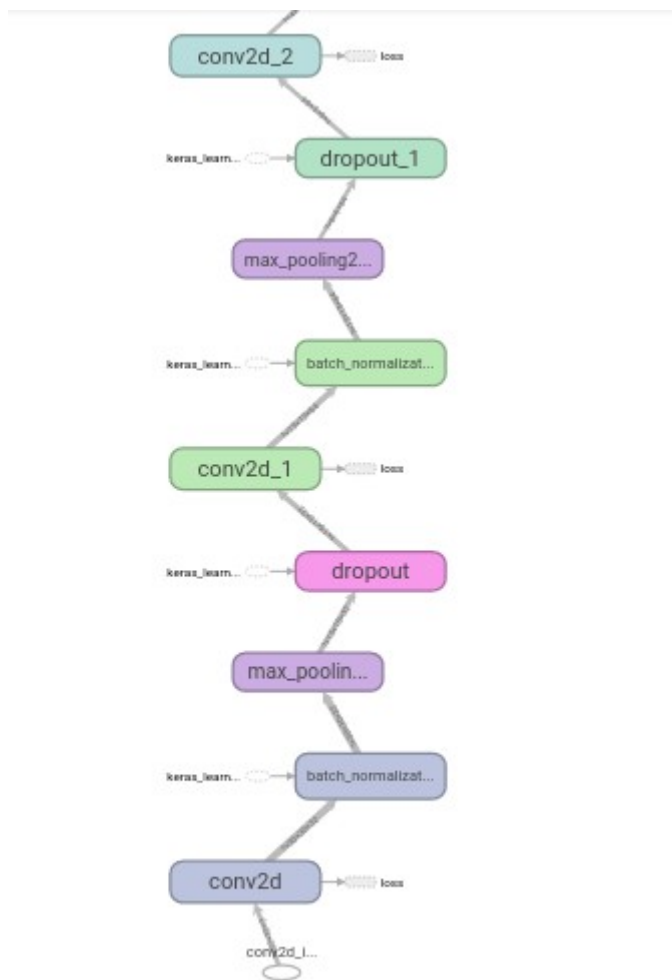 conv2d_2
loss
keras_learn...
dropout_1
max_pooling2...
keras_learn...
batch_normalizat...
conv2d_1
loss
keras_learn...
dropout
max_poolin...
keras_learn...
batch_normalizat...
conv2d
loss
conv2d_i...